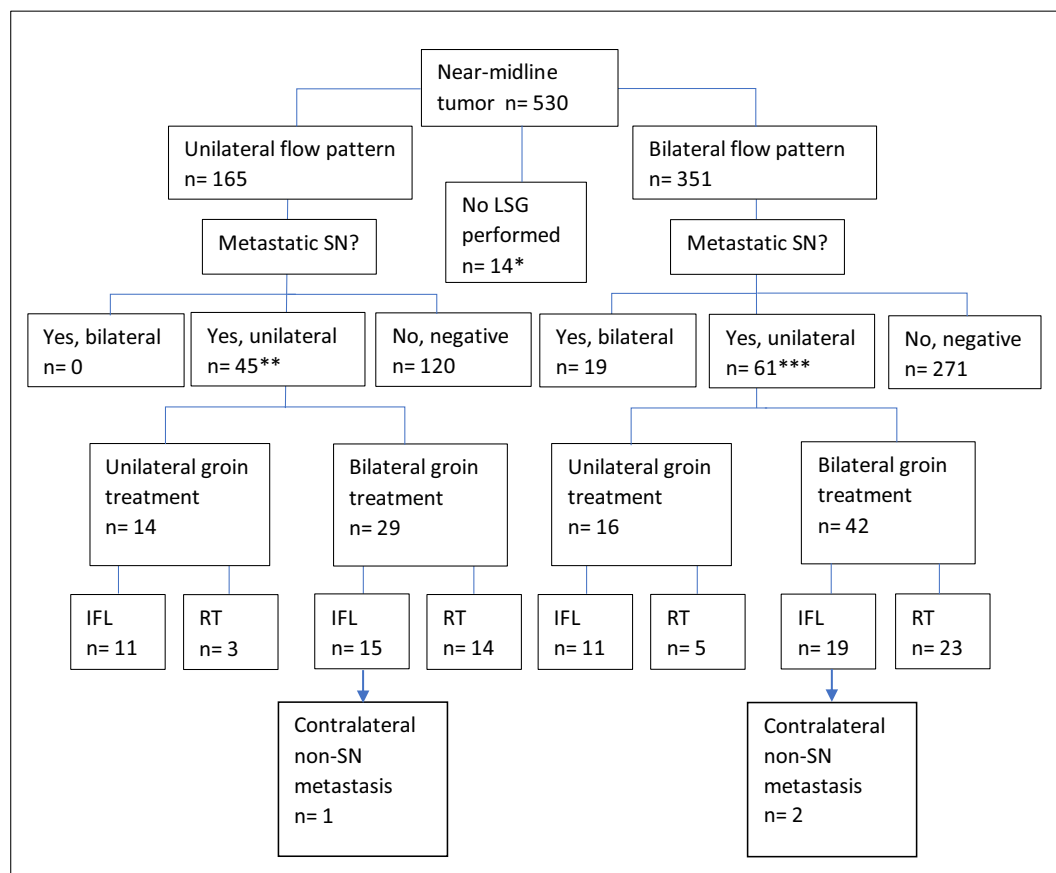 Near-midline
tumor n= 530
Unilateral flow pattern
n= 165
No LSG
performed
n= 14*
Bilateral flow pattern
n= 351
Metastatic SN?
Metastatic SN?
Yes, bilateral
n= 0
Yes, unilateral
n= 45**
No, negative
n= 120
Yes, bilateral
n= 19
Yes, unilateral
n= 61***
No, negative
n= 271
Unilateral groin
treatment
n= 14
Bilateral groin
treatment
n= 29
Unilateral groin
treatment
n= 16
Bilateral groin
treatment
n= 42
IFL
n= 11
RT
n= 3
IFL
n= 15
RT
n= 14
IFL
n= 11
RT
n= 5
IFL
n= 19
RT
n= 23
Contralateral
non-SN
metastasis
n= 1
Contralateral
non-SN
metastasis
n= 2